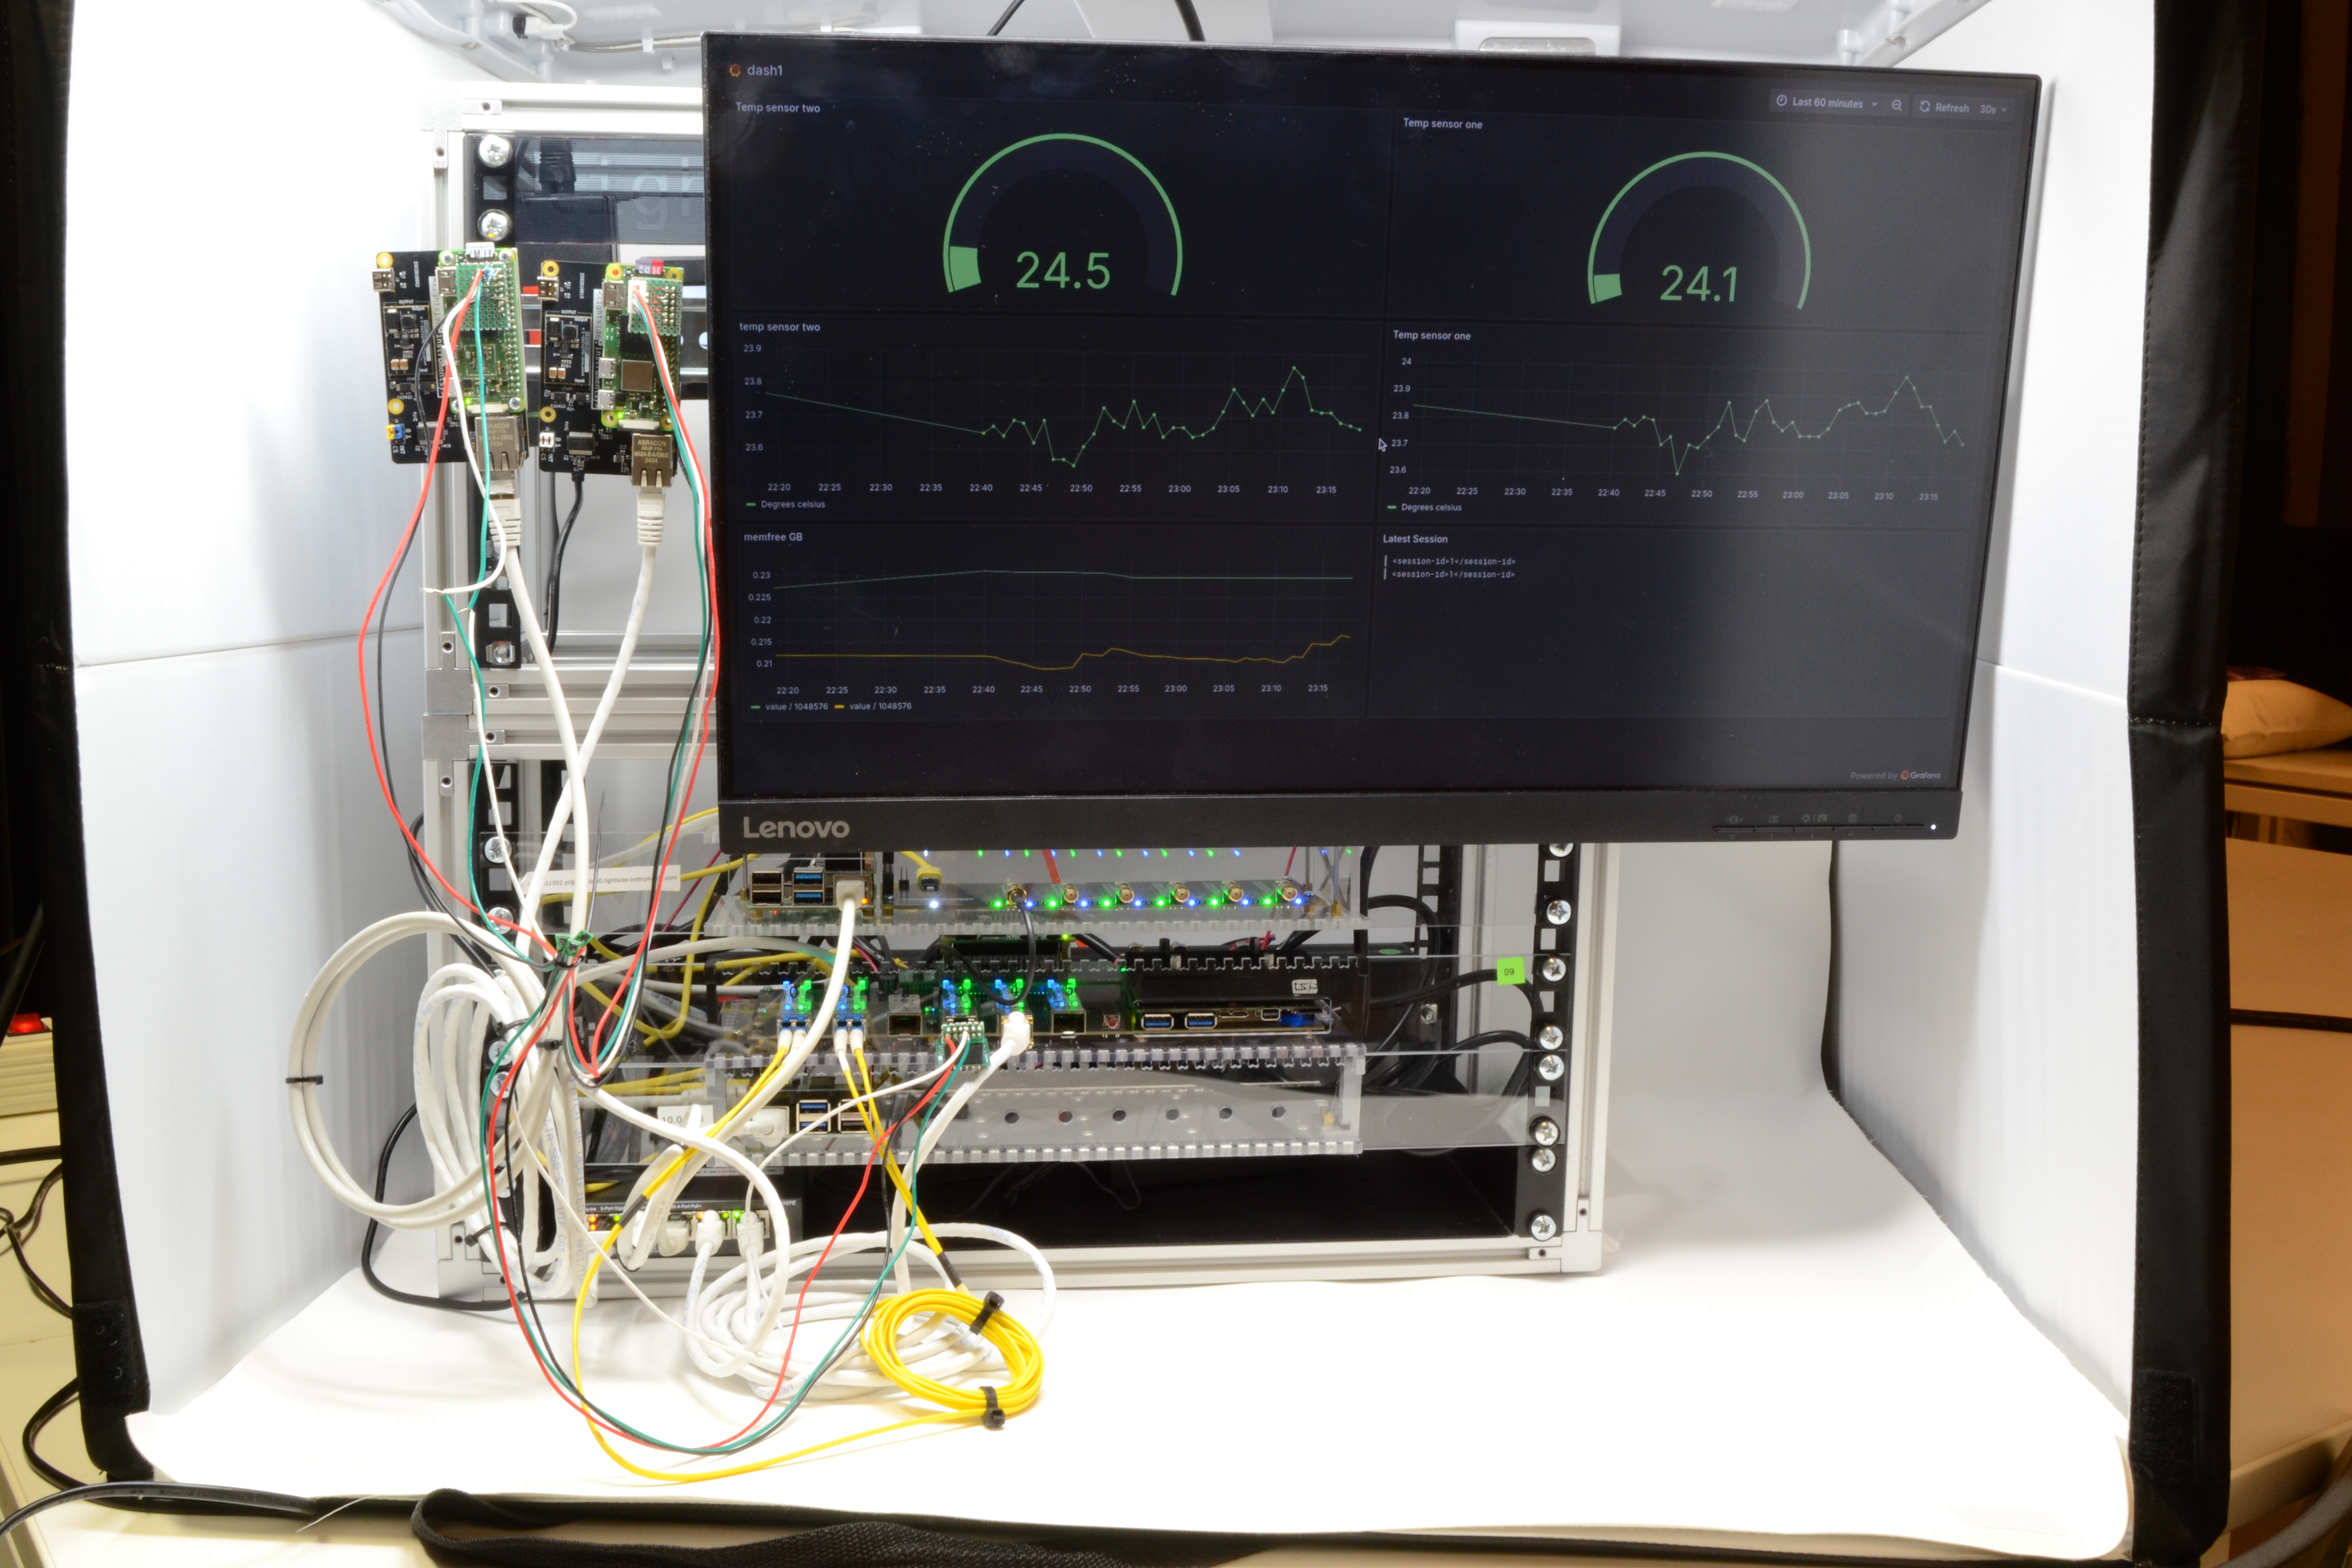 dash1
Last 60 minutes
Refresh 30s
Temp sensor two
Temp sensor one
24.5
24.1
temp sensor two
23.9
23.8
23.7
23.6
22:20 22:25 22:30 22:35 22:40 22:45 22:50 22:55 23:00 23:05 23:10 23:15
Degrees celsius
Temp sensor one
24
23.9
23.8
23.7
23.6
22:20 22:25 22:30 22:35 22:40 22:45 22:50 22:55 23:00 23:05 23:10 23:15
Degrees celsius
memfree GB
0.23
0.225
0.22
0.215
0.21
22:20 22:25 22:30 22:35 22:40 22:45 22:50 22:55 23:00 23:05 23:10 23:15
value / 1048576 value / 1048576
Latest Session
<session-id>1</session-id>
<session-id>1</session-id>
Powered by Grafana
Lenovo
ABRACON
ABRACON
09